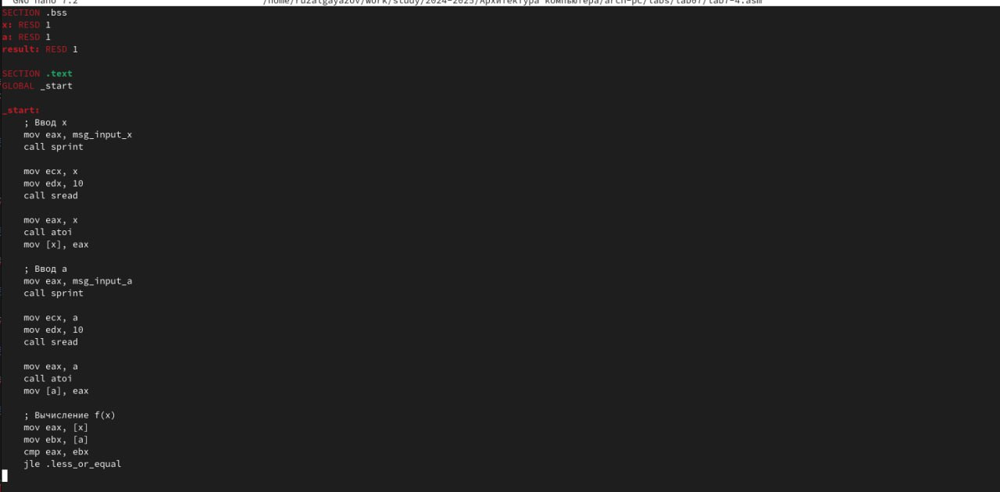 GNU nano 7.2 /home/ruzalgayazov/work/study/2024-2025/Архитектура компьютера/arch-pc/labs/lab07/lab7-4.asm
SECTION .bss
x: RESD 1
a: RESD 1
result: RESD 1
SECTION .text
GLOBAL _start
_start:
; Ввод x
mov eax, msg_input_x
call sprint
mov ecx, x
mov edx, 10
call sread
mov eax, x
call atoi
mov [x], eax
; Ввод a
mov eax, msg_input_a
call sprint
mov ecx, a
mov edx, 10
call sread
mov eax, a
call atoi
mov [a], eax
; Вычисление f(x)
mov eax, [x]
mov ebx, [a]
cmp eax, ebx
jle .less_or_equal